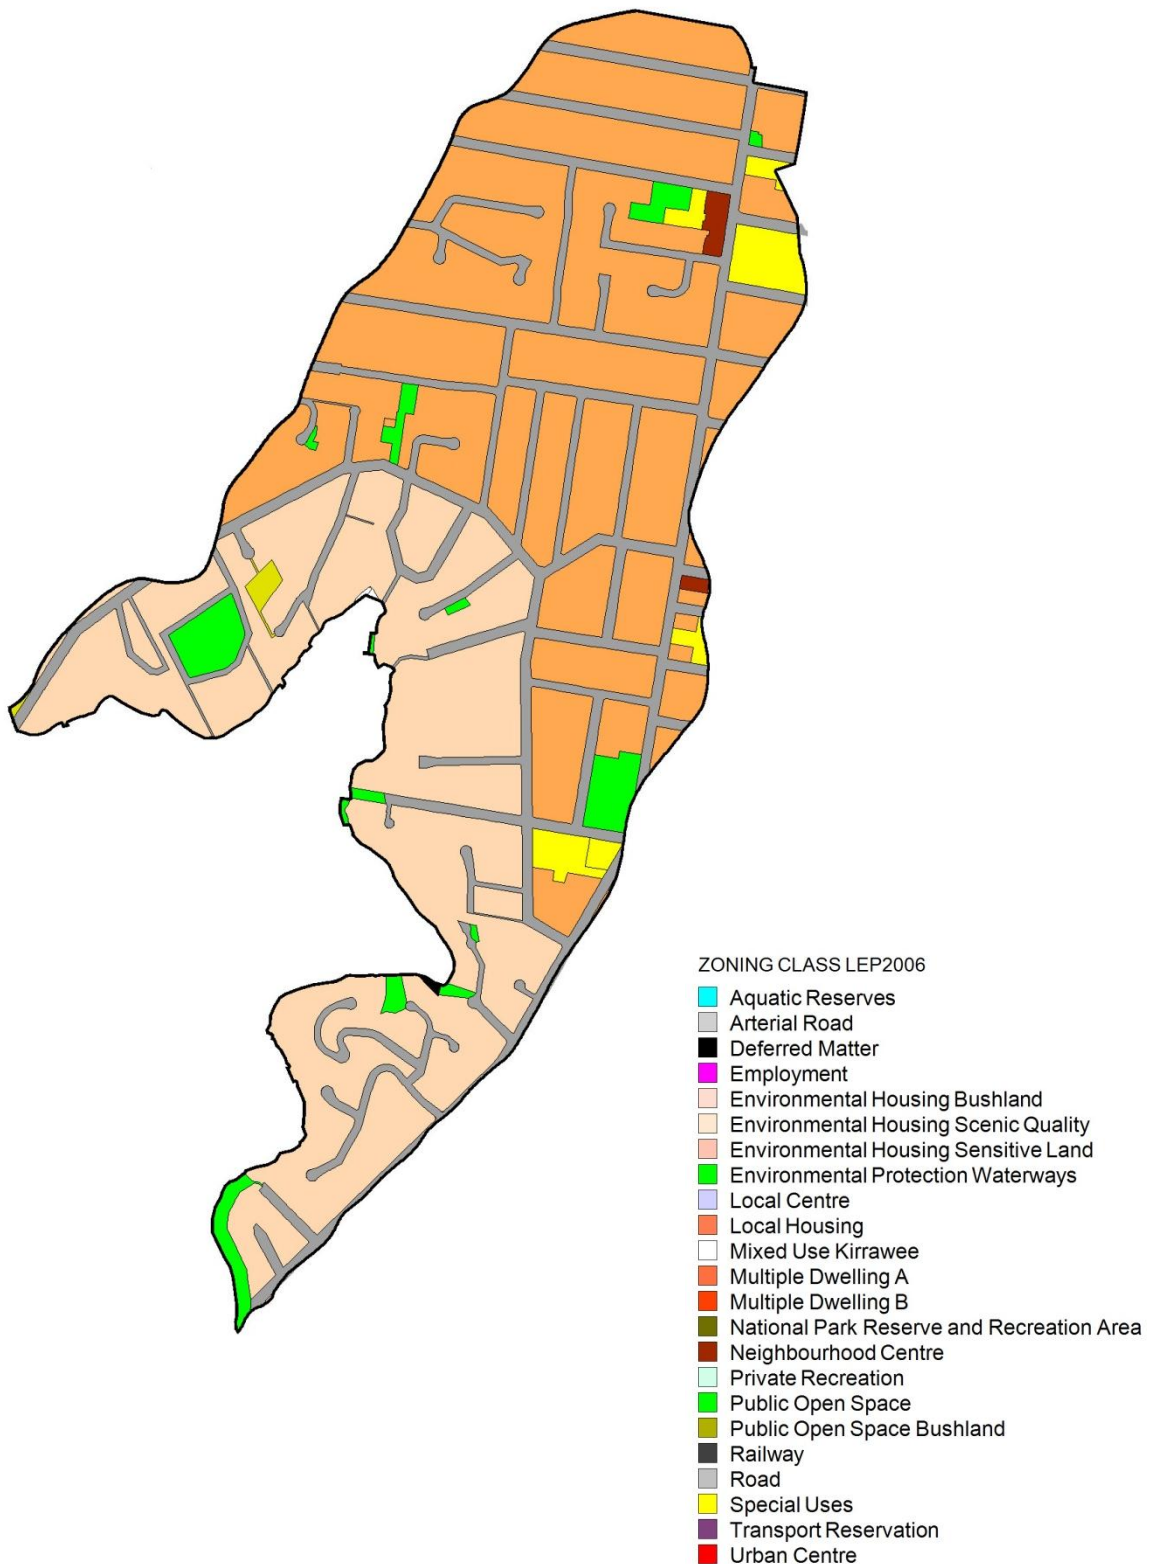 ZONING CLASS LEP2006
Aquatic Reserves
Arterial Road
Deferred Matter
Employment
Environmental Housing Bushland
Environmental Housing Scenic Quality
Environmental Housing Sensitive Land
Environmental Protection Waterways
Local Centre
Local Housing
Mixed Use Kirrawee
Multiple Dwelling A
Multiple Dwelling B
National Park Reserve and Recreation Area
Neighbourhood Centre
Private Recreation
Public Open Space
Public Open Space Bushland
Railway
Road
Special Uses
Transport Reservation
Urban Centre